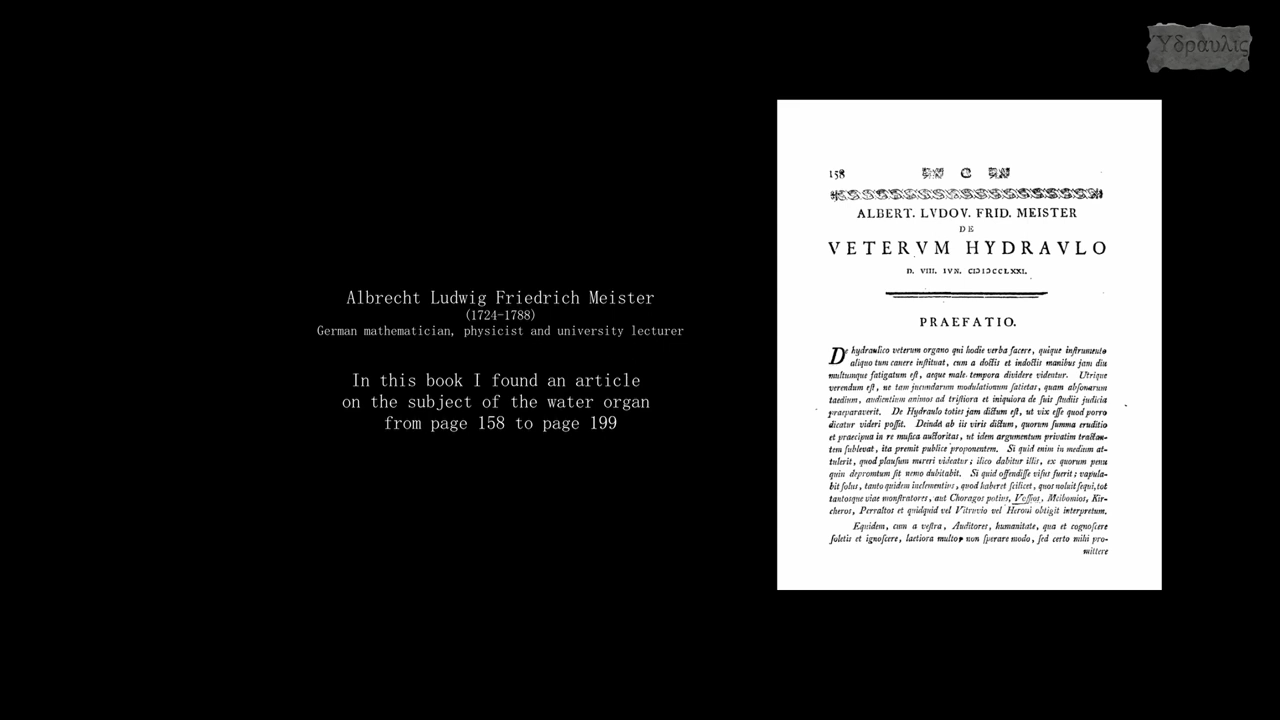 Ὕδραυλις
Albrecht Ludwig Friedrich Meister
(1724-1788)
German mathematician, physicist and university lecturer
In this book I found an article
on the subject of the water organ
from page 158 to page 199
158 C
ALBERT. LVDOV. FRID. MEISTER
DE
VETERVM HYDRAVLO
D. VIII. IVN. CIƆIƆCCLXXI.
PRAEFATIO.
De hydraulico veterum organo qui hodie verba facere, quique inſtrumento
aliquo tum canere inſtituat, cum a doctis et indoctis manibus jam diu
multumque fatigatum eſt, aeque male tempora dividere videntur. Utrique
verendum eſt, ne tam jucundarum modulationum ſatietas, quam abſonarum
taedium, audientium animos ad triſtiora et iniquiora de ſuis ſtudiis judicia
praeparaverit. De Hydraulo toties jam dictum eſt, ut vix eſſe quod porro
dicatur videri poſſit. Deinde ab iis viris dictum, quorum ſumma eruditio
et praecipua in re muſica auctoritas, ut idem argumentum privatim tractan-
tem ſublevat, ita premit publice proponentem. Si quid enim in medium at-
tulerit, quod plauſum mereri videatur; ilico dabitur illis, ex quorum penu
quin depromtum ſit nemo dubitabit. Si quid offendiſſe viſus fuerit; vapula-
bit ſolus, tanto quidem inclementius, quod haberet ſcilicet, quos noluit ſequi, tot
tantosque viae monſtratores, aut Choragos potius, Voſſios, Meibomios, Kir-
cheros, Perraltos et quidquid vel Vitruvio vel Heroni obtigit interpretum.
Equidem, cum a veſtra, Auditores, humanitate, qua et cognoſcere
ſoletis et ignoſcere, laetiora multo non ſperare modo, ſed certo mihi pro-
mittere